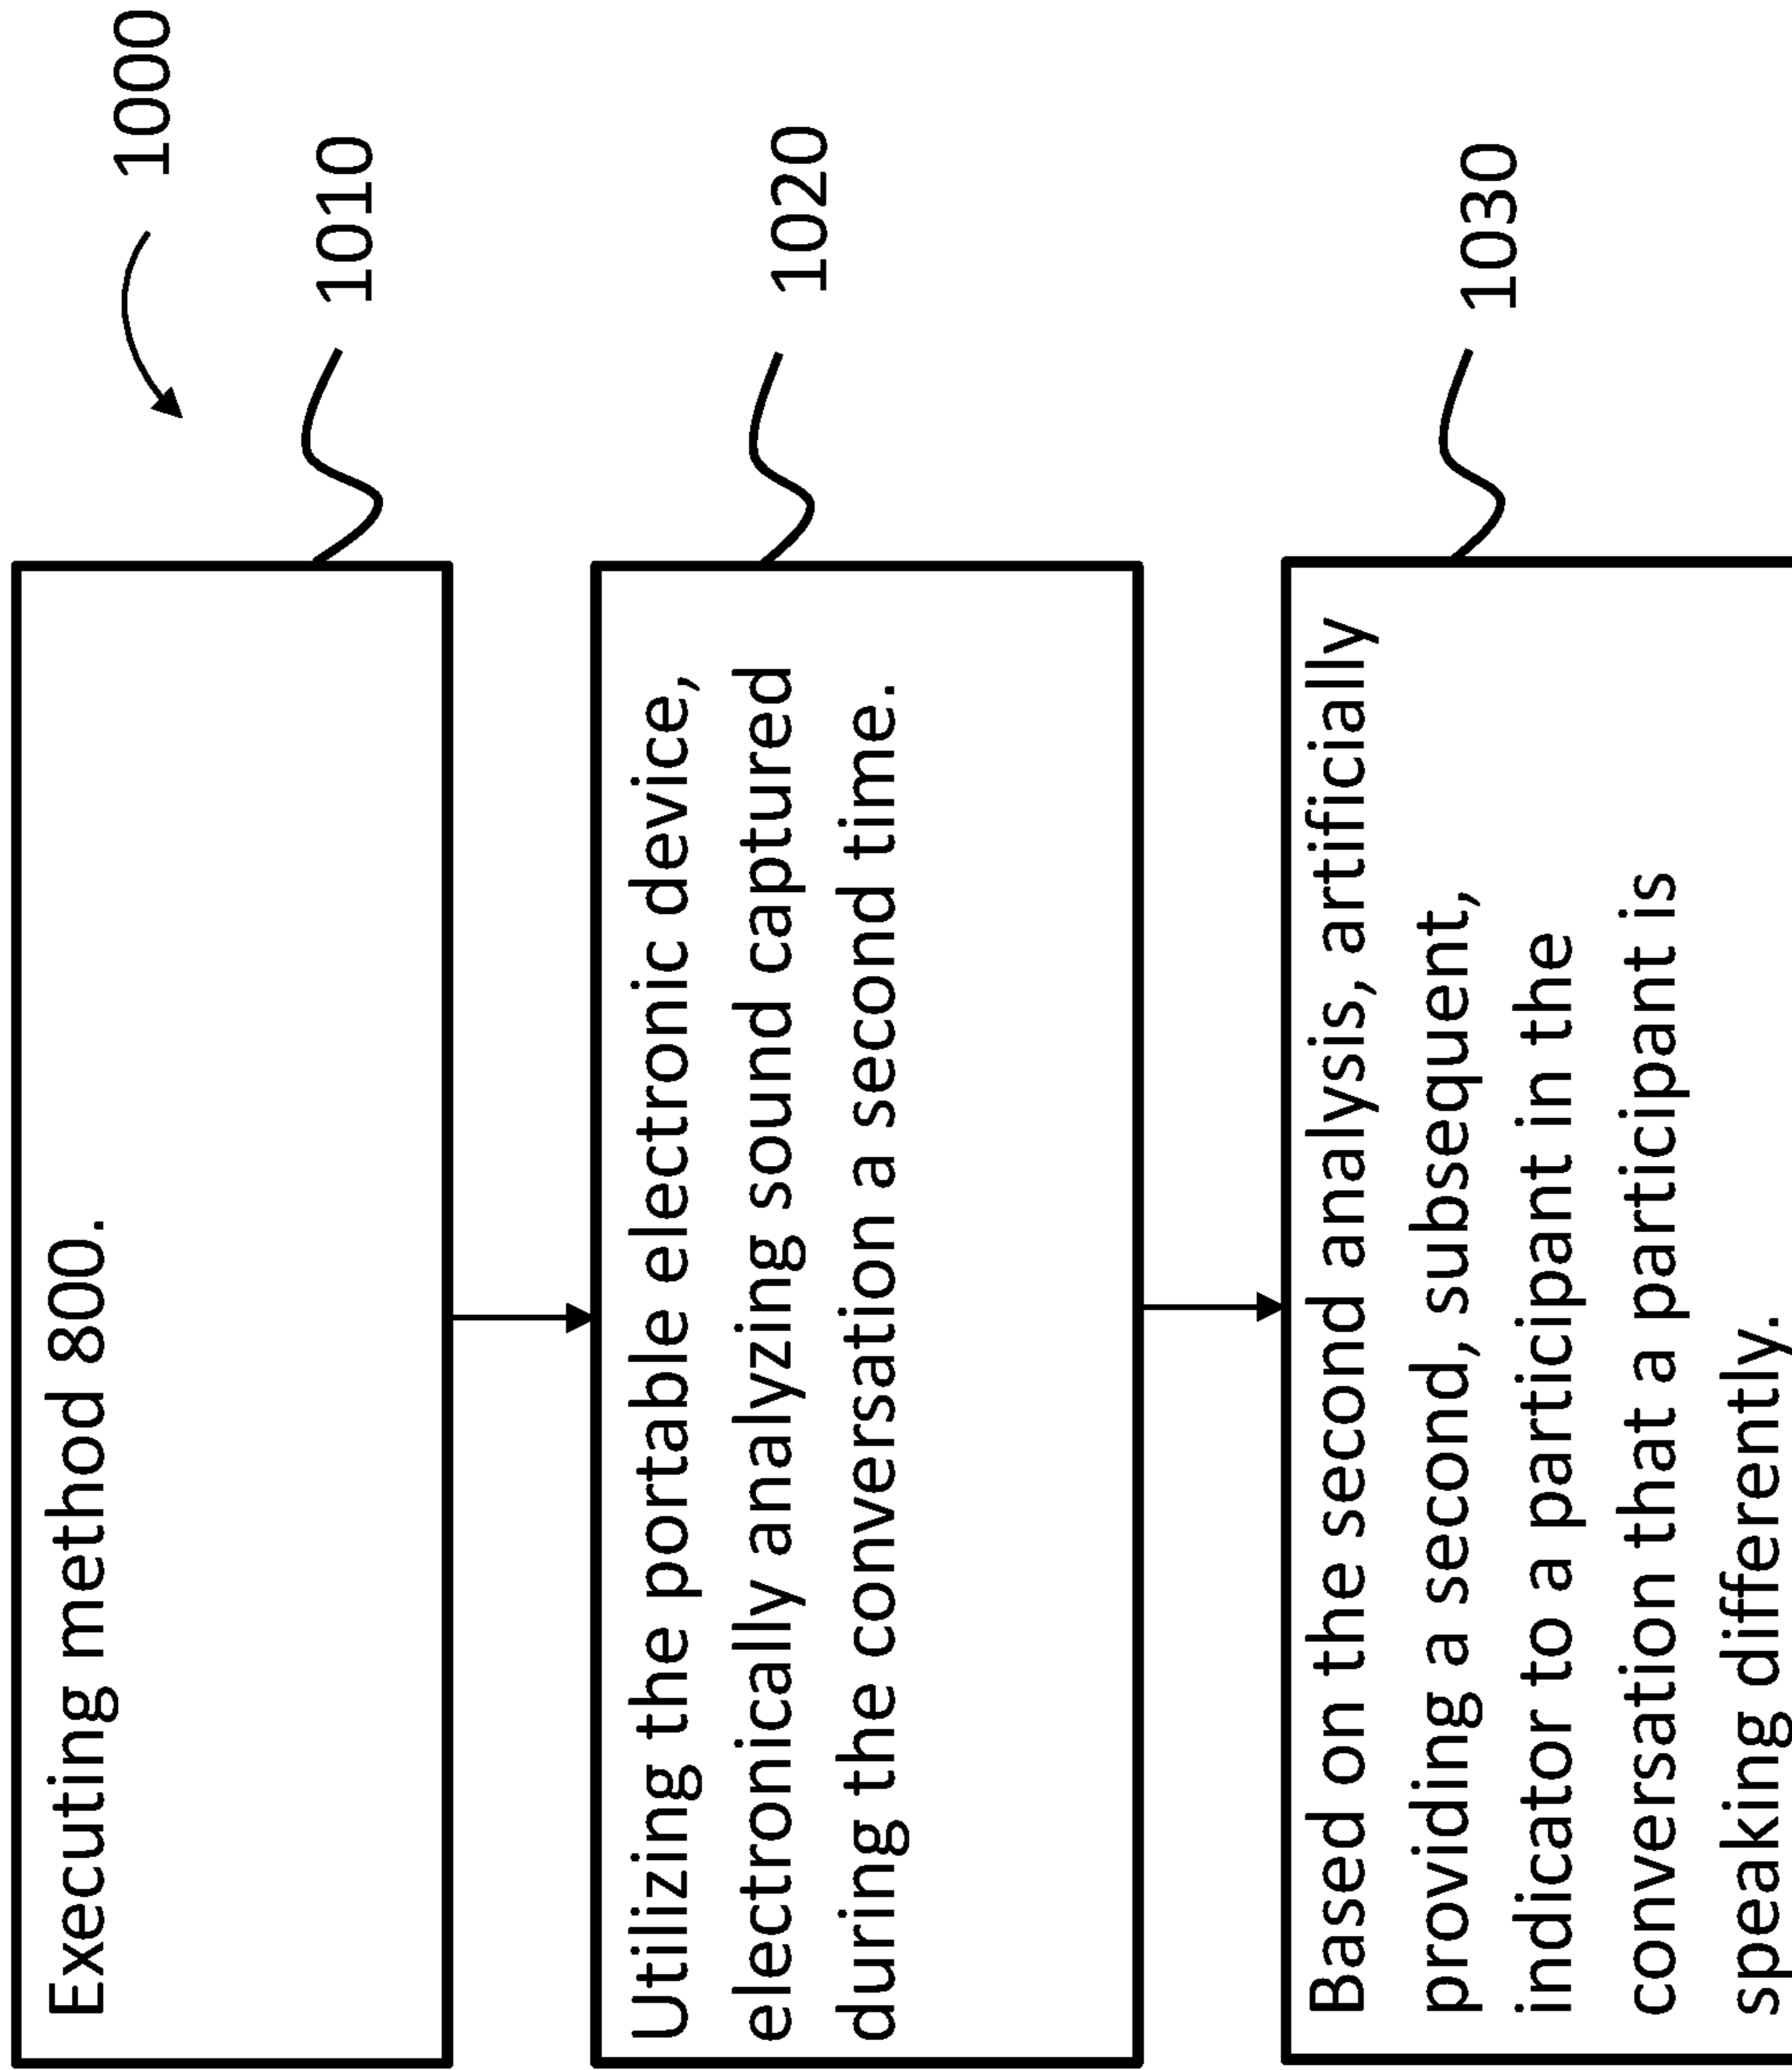 1000
1010
Executing method 800.
1020
Utilizing the portable electronic device,
electronically analyzing sound captured
during the conversation a second time.
1030
Based on the second analysis, artificially
providing a second, subsequent,
indicator to a participant in the
conversation that a participant is
speaking differently.